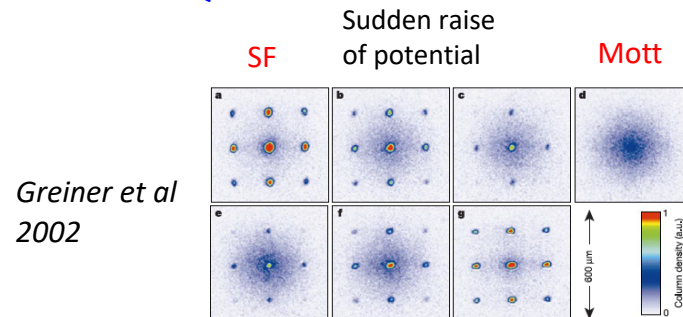 Sudden raise
of potential
SF
Mott
a
b
c
d
Greiner et al
2002
e
f
g
600 µm
1
Column density (a.u.)
0